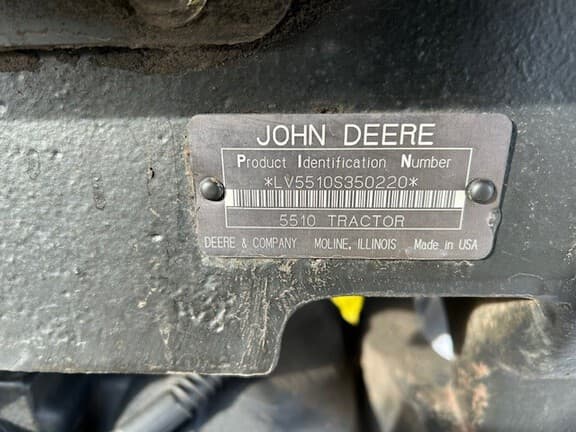 JOHN DEERE
Product Identification Number
*LV5510S350220*
5510 TRACTOR
DEERE & COMPANY MOLINE, ILLINOIS Made in USA